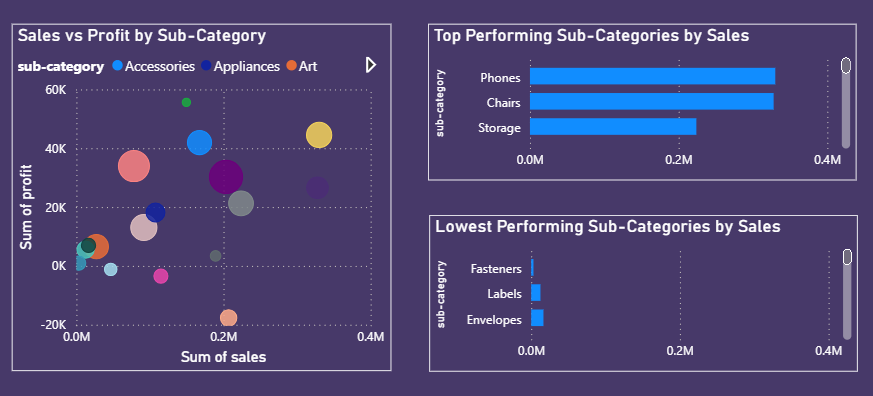 Sales vs Profit by Sub-Category
sub-category Accessories Appliances Art
60K
40K
20K
0K
-20K
Sum of profit
0.0M 0.2M 0.4M
Sum of sales
Top Performing Sub-Categories by Sales
sub-category
Phones
Chairs
Storage
0.0M 0.2M 0.4M
Lowest Performing Sub-Categories by Sales
sub-category
Fasteners
Labels
Envelopes
0.0M 0.2M 0.4M